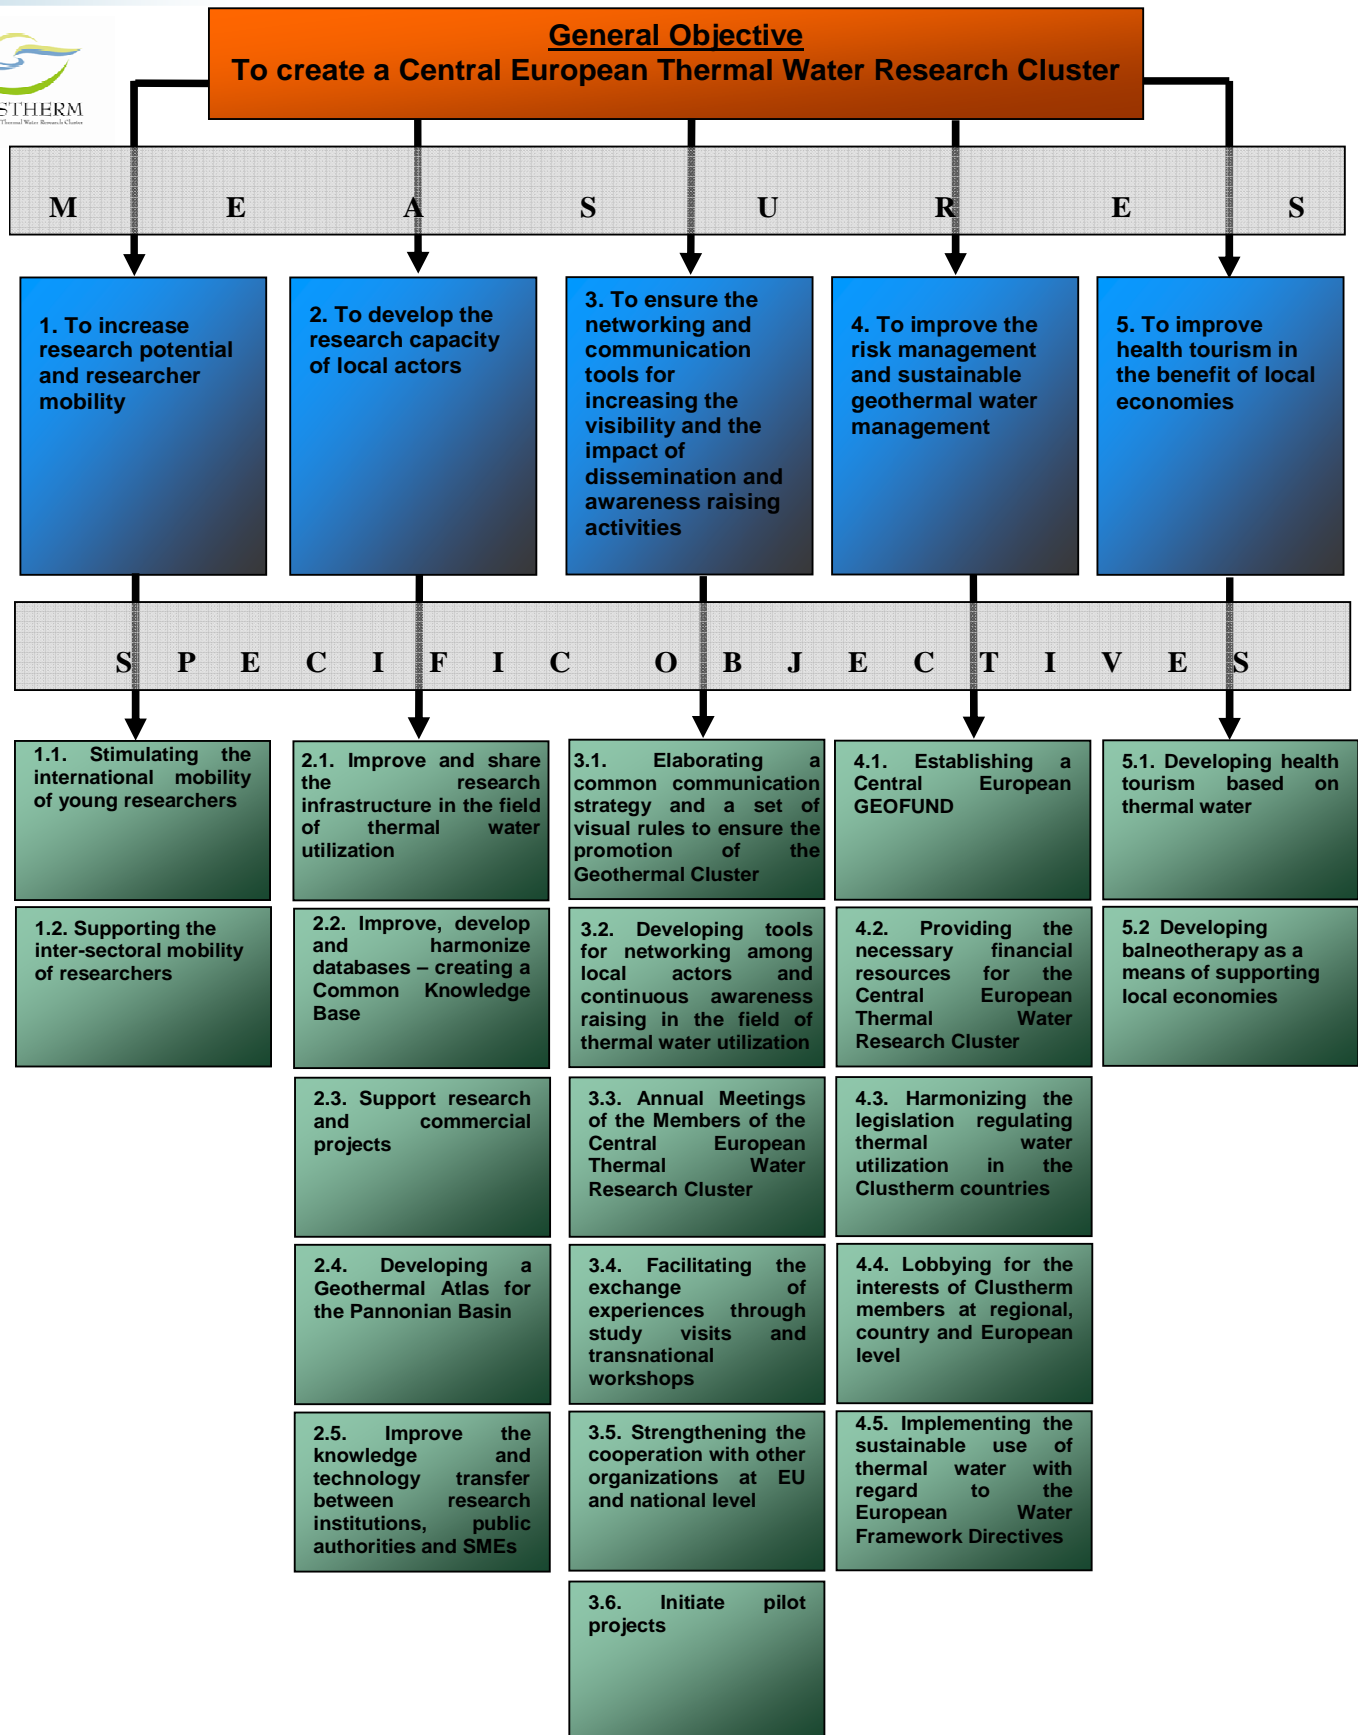 General Objective
To create a Central European Thermal Water Research Cluster
STHERM
Thermal Water Research Cluster
M E A S U R E S
1. To increase
research potential
and researcher
mobility
2. To develop the
research capacity
of local actors
3. To ensure the
networking and
communication
tools for
increasing the
visibility and the
impact of
dissemination and
awareness raising
activities
4. To improve the
risk management
and sustainable
geothermal water
management
5. To improve
health tourism in
the benefit of local
economies
S P E C I F I C O B J E C T I V E S
1.1. Stimulating the
international mobility
of young researchers
1.2. Supporting the
inter-sectoral mobility
of researchers
2.1. Improve and share
the research
infrastructure in the field
of thermal water
utilization
2.2. Improve, develop
and harmonize
databases – creating a
Common Knowledge
Base
2.3. Support research
and commercial
projects
2.4. Developing a
Geothermal Atlas for
the Pannonian Basin
2.5. Improve the
knowledge and
technology transfer
between research
institutions, public
authorities and SMEs
3.1. Elaborating a
common communication
strategy and a set of
visual rules to ensure the
promotion of the
Geothermal Cluster
3.2. Developing tools
for networking among
local actors and
continuous awareness
raising in the field of
thermal water utilization
3.3. Annual Meetings
of the Members of the
Central European
Thermal Water
Research Cluster
3.4. Facilitating the
exchange of
experiences through
study visits and
transnational
workshops
3.5. Strengthening the
cooperation with other
organizations at EU
and national level
3.6. Initiate pilot
projects
4.1. Establishing a
Central European
GEOFUND
4.2. Providing the
necessary financial
resources for the
Central European
Thermal Water
Research Cluster
4.3. Harmonizing the
legislation regulating
thermal water
utilization in the
Clustherm countries
4.4. Lobbying for the
interests of Clustherm
members at regional,
country and European
level
4.5. Implementing the
sustainable use of
thermal water with
regard to the
European Water
Framework Directives
5.1. Developing health
tourism based on
thermal water
5.2 Developing
balneotherapy as a
means of supporting
local economies